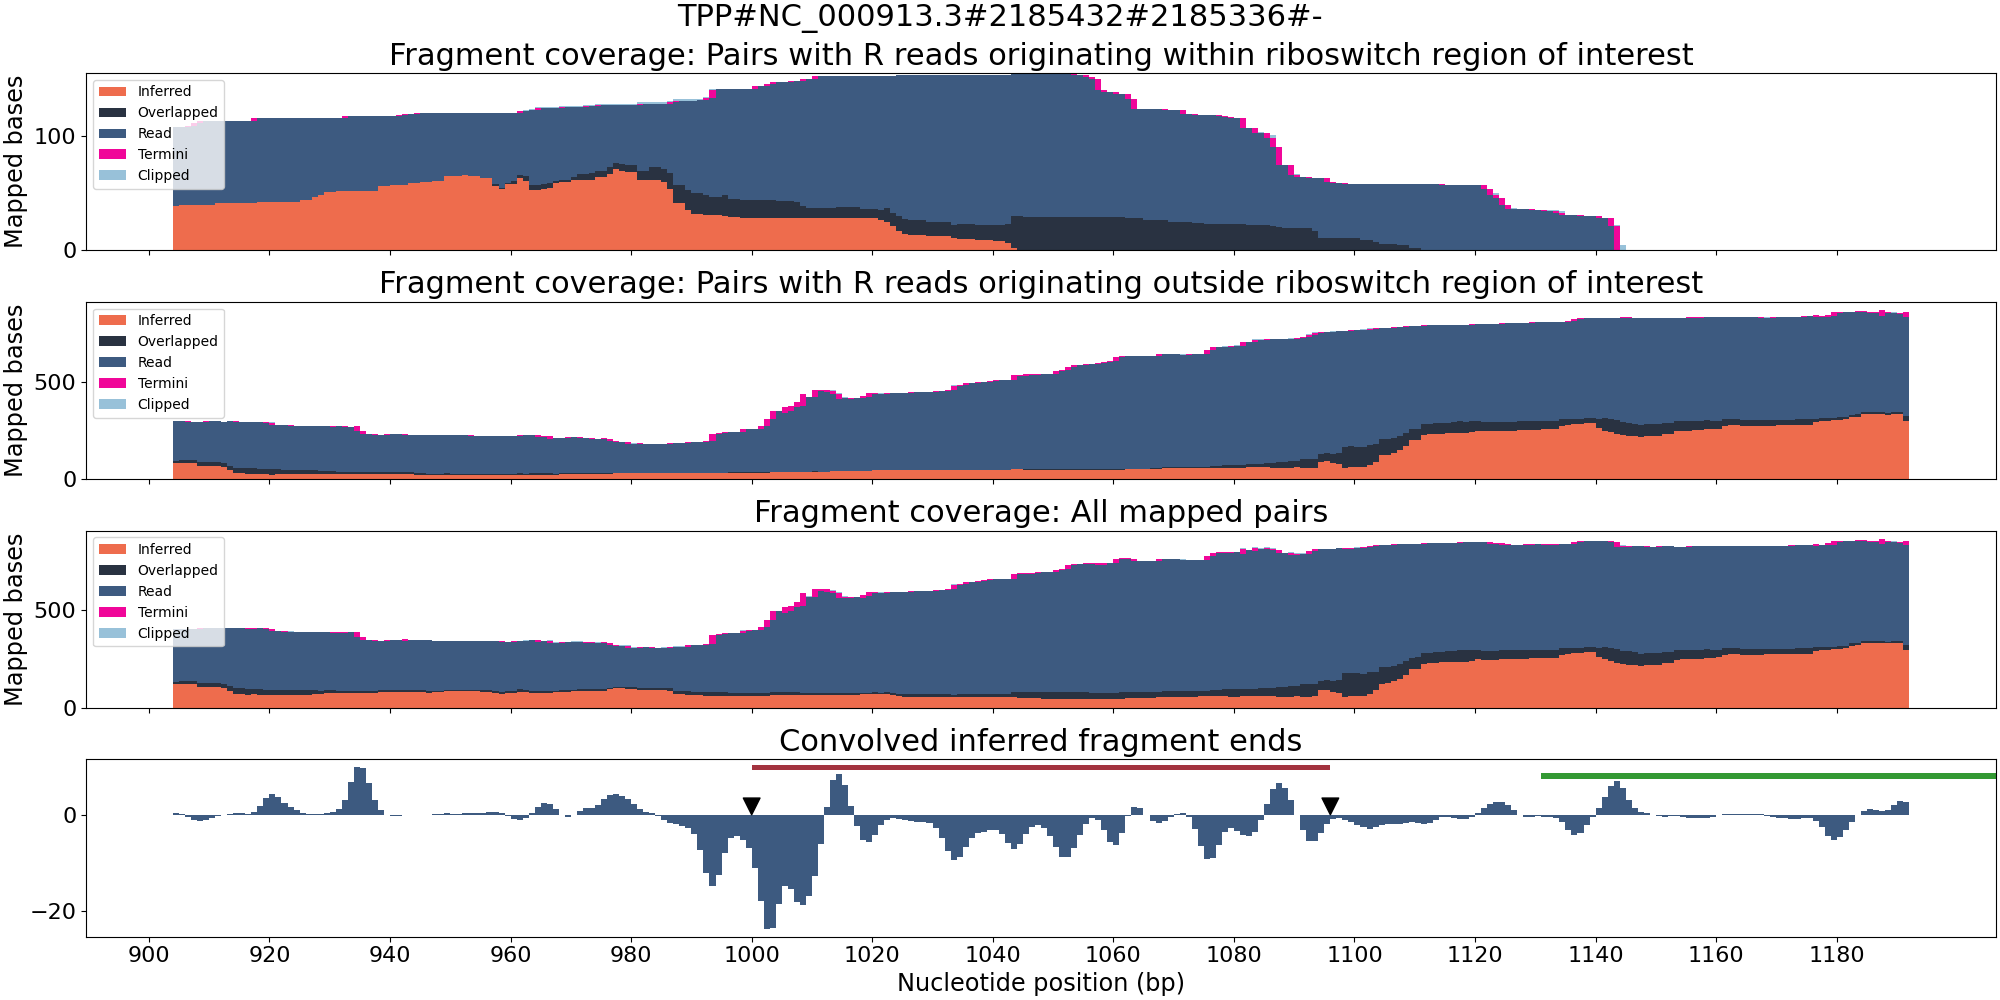 TPP#NC_000913.3#2185432#2185336#-
Fragment coverage: Pairs with R reads originating within riboswitch region of interest
Mapped bases
100
0
Inferred
Overlapped
Read
Termini
Clipped
Fragment coverage: Pairs with R reads originating outside riboswitch region of interest
Mapped bases
500
0
Inferred
Overlapped
Read
Termini
Clipped
Fragment coverage: All mapped pairs
Mapped bases
500
0
Inferred
Overlapped
Read
Termini
Clipped
Convolved inferred fragment ends
0
−20
900 920 940 960 980 1000 1020 1040 1060 1080 1100 1120 1140 1160 1180
Nucleotide position (bp)